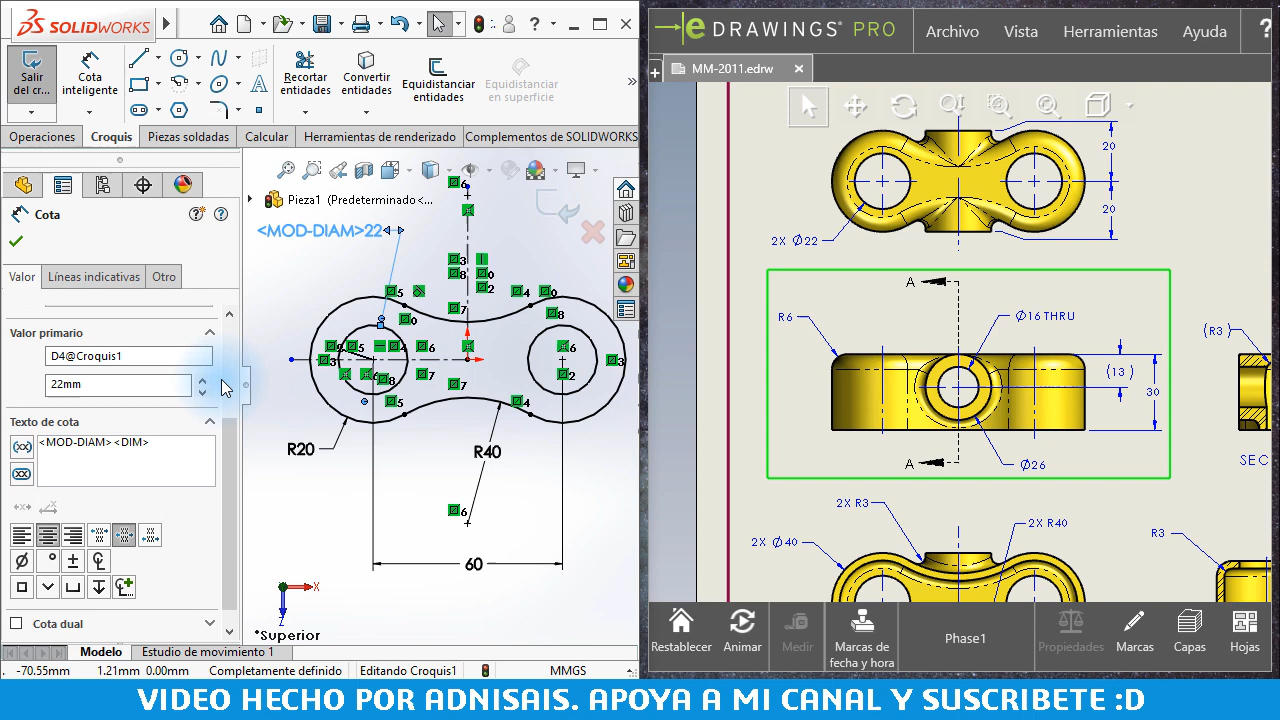 SOLIDWORKS
Salir
del cr...
Cota
inteligente
Recortar
entidades
Convertir
entidades
Equidistanciar
entidades
Equidistanciar
en superficie
Operaciones
Croquis
Piezas soldadas
Calcular
Herramientas de renderizado
Complementos de SOLIDWORKS
Cota
Valor
Líneas indicativas
Otro
Valor primario
D4@Croquis1
22mm
Texto de cota
<MOD-DIAM><DIM>
Cota dual
Pieza1 (Predeterminado<...
<MOD-DIAM>22
R20
R40
60
X
Z
*Superior
Modelo
Estudio de movimiento 1
-70.55mm
1.21mm
0.00mm
Completamente definido
Editando Croquis1
MMGS
eDRAWINGS® PRO
Archivo
Vista
Herramientas
Ayuda
?
MM-2011.edrw
20
20
2X Ø22
A
R6
Ø16 THRU
(R3)
(13)
30
A
Ø26
SEC
2X R3
2X R40
2X Ø40
R3
Restablecer
Animar
Medir
Marcas de
fecha y hora
Phase1
Propiedades
Marcas
Capas
Hojas
VIDEO HECHO POR ADNISAIS. APOYA A MI CANAL Y SUSCRIBETE :D